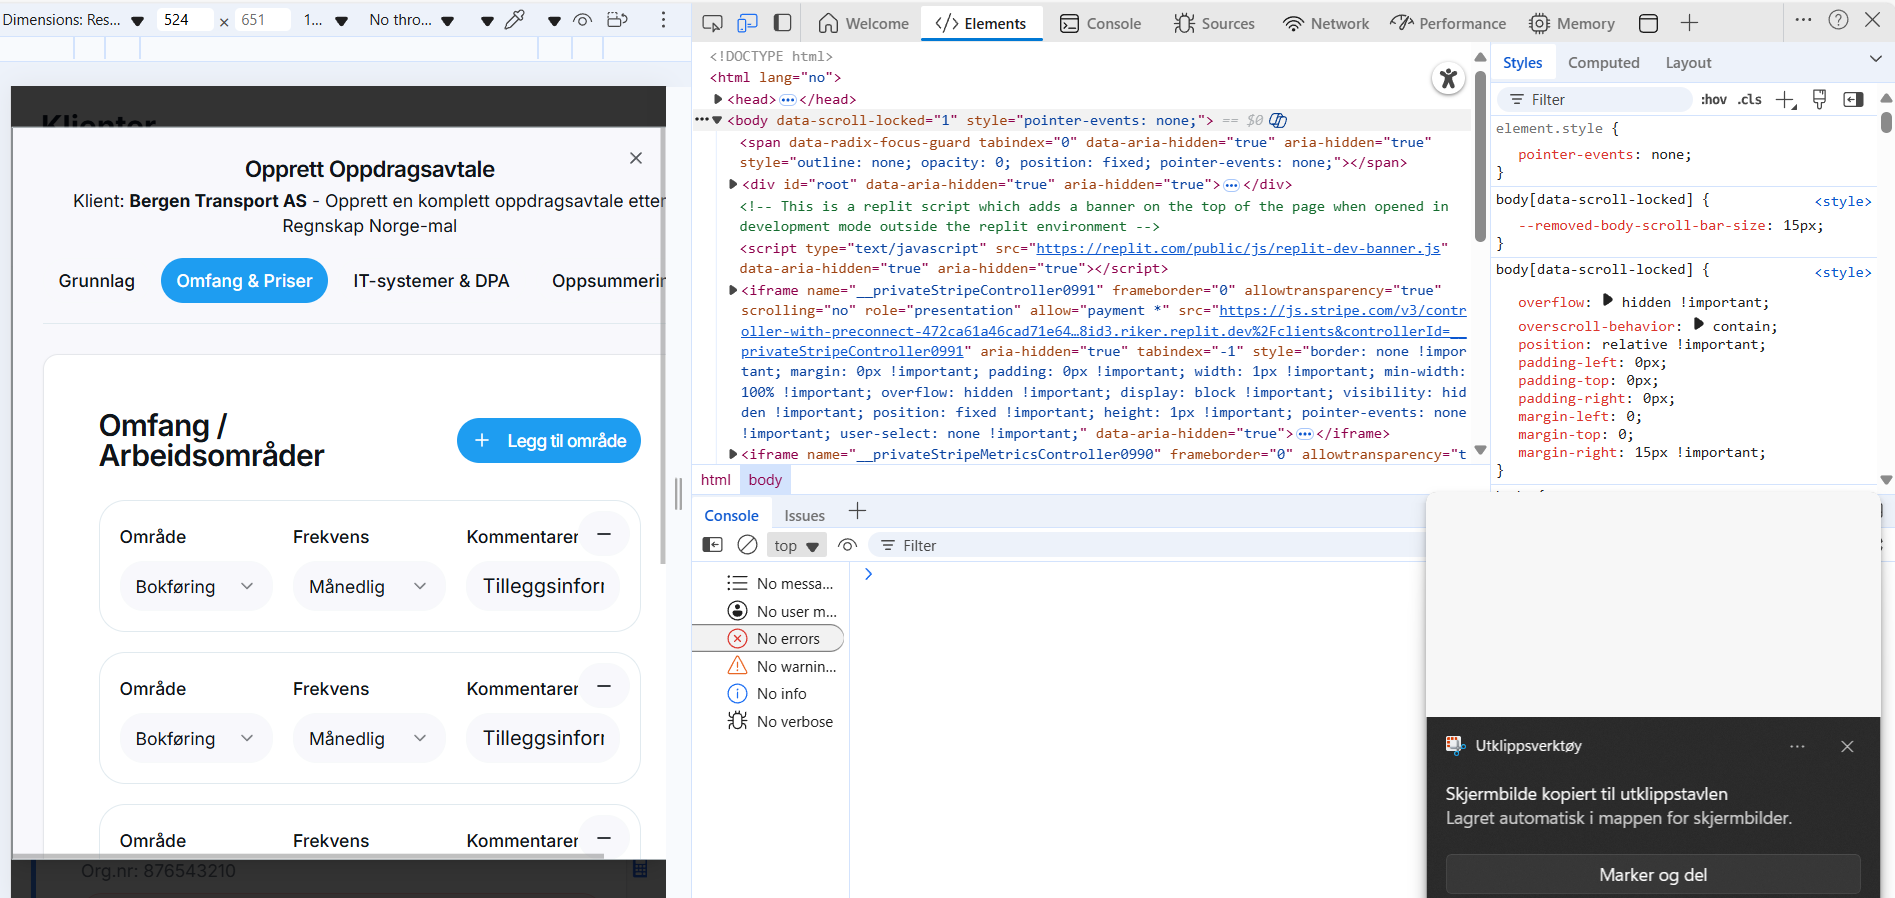 Dimensions: Res...
524
×
651
1...
No thro...
Welcome
Elements
Console
Sources
Network
Performance
Memory
Opprett Oppdragsavtale
Klient: Bergen Transport AS - Opprett en komplett oppdragsavtale etter
Regnskap Norge-mal
Grunnlag
Omfang & Priser
IT-systemer & DPA
Oppsummerin
Omfang /
Arbeidsområder
+ Legg til område
Område
Frekvens
Kommentarer
Bokføring
Månedlig
Tilleggsinforr
Område
Frekvens
Kommentarer
Bokføring
Månedlig
Tilleggsinforr
Område
Frekvens
Kommentarer
Org.nr: 876543210
<!DOCTYPE html>
<html lang="no">
<head> ••• </head>
••• <body data-scroll-locked="1" style="pointer-events: none;"> == $0
<span data-radix-focus-guard tabindex="0" data-aria-hidden="true" aria-hidden="true"
style="outline: none; opacity: 0; position: fixed; pointer-events: none;"></span>
<div id="root" data-aria-hidden="true" aria-hidden="true"> ••• </div>
<!-- This is a replit script which adds a banner on the top of the page when opened in
development mode outside the replit environment -->
<script type="text/javascript" src="https://replit.com/public/js/replit-dev-banner.js"
data-aria-hidden="true" aria-hidden="true"></script>
<iframe name="__privateStripeController0991" frameborder="0" allowtransparency="true"
scrolling="no" role="presentation" allow="payment *" src="https://js.stripe.com/v3/contr
oller-with-preconnect-472ca61a46cad71e64…8id3.riker.replit.dev%2Fclients&controllerId=__
privateStripeController0991" aria-hidden="true" tabindex="-1" style="border: none !impor
tant; margin: 0px !important; padding: 0px !important; width: 1px !important; min-width:
100% !important; overflow: hidden !important; display: block !important; visibility: hid
den !important; position: fixed !important; height: 1px !important; pointer-events: none
!important; user-select: none !important;" data-aria-hidden="true"> ••• </iframe>
<iframe name="__privateStripeMetricsController0990" frameborder="0" allowtransparency="t
html
body
Styles
Computed
Layout
Filter
:hov
.cls
element.style {
pointer-events: none;
}
body[data-scroll-locked] {
<style>
--removed-body-scroll-bar-size: 15px;
}
body[data-scroll-locked] {
<style>
overflow: hidden !important;
overscroll-behavior: contain;
position: relative !important;
padding-left: 0px;
padding-top: 0px;
padding-right: 0px;
margin-left: 0;
margin-top: 0;
margin-right: 15px !important;
}
Console
Issues
top
Filter
No messa...
No user m...
No errors
No warnin...
No info
No verbose
Utklippsverktøy
Skjermbilde kopiert til utklippstavlen
Lagret automatisk i mappen for skjermbilder.
Marker og del